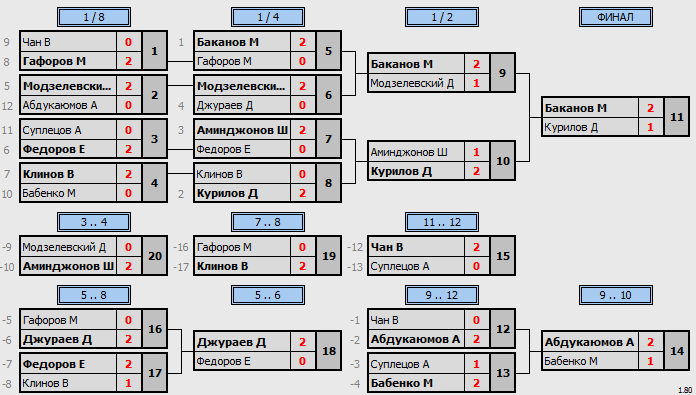 1 / 8 1 / 4 1 / 2 ФИНАЛ
9 Чан В 0 1
8 Гафоров М 2
5 Модзелевски... 2 2
12 Абдукаюмов А 0
11 Суплецов А 0 3
6 Федоров Е 2
7 Клинов В 2 4
10 Бабенко М 0
1 Баканов М 2 5
Гафоров М 0
Модзелевски... 2 6
4 Джураев Д 0
3 Аминджонов Ш 2 7
Федоров Е 0
Клинов В 0 8
2 Курилов Д 2
Баканов М 2 9
Модзелевский Д 1
Аминджонов Ш 1 10
Курилов Д 2
Баканов М 2 11
Курилов Д 1
3 .. 4 7 .. 8 11 .. 12
-9 Модзелевский Д 0 20
-10 Аминджонов Ш 2
-16 Гафоров М 0 19
-17 Клинов В 2
-12 Чан В 2 15
-13 Суплецов А 0
5 .. 8 5 .. 6 9 .. 12 9 .. 10
-5 Гафоров М 0 16
-6 Джураев Д 2
-7 Федоров Е 2 17
-8 Клинов В 1
Джураев Д 2 18
Федоров Е 0
-1 Чан В 0 12
-2 Абдукаюмов А 2
-3 Суплецов А 1 13
-4 Бабенко М 2
Абдукаюмов А 2 14
Бабенко М 1
1.80